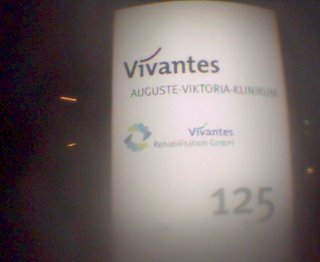 Vivantes
AUGUSTE-VIKTORIA-KLINIKUM
Vivantes
Rehabilitation GmbH
125